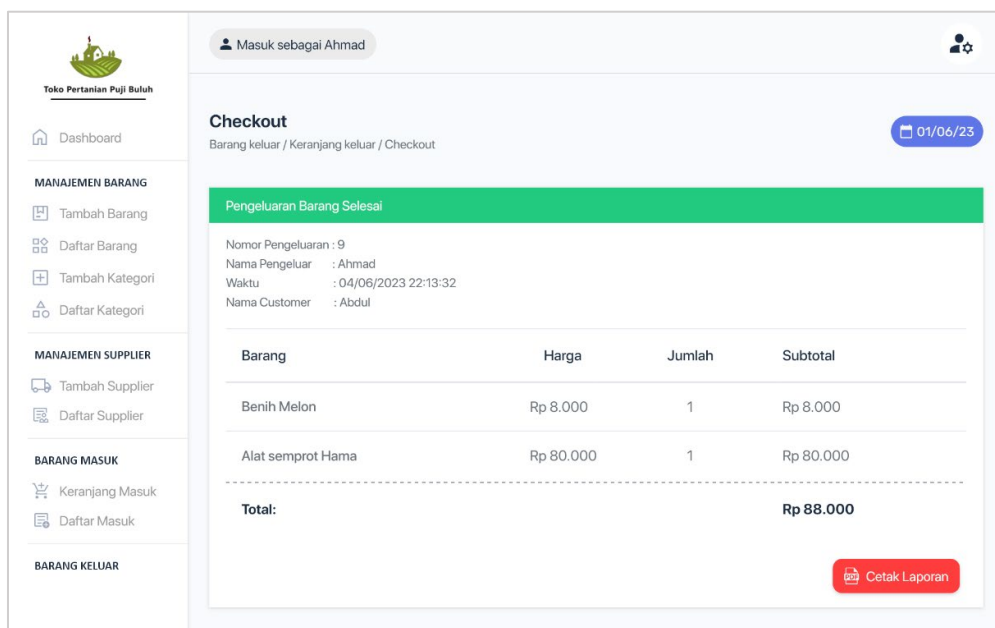 Toko Pertanian Puji Buluh
Dashboard
MANAJEMEN BARANG
Tambah Barang
Daftar Barang
Tambah Kategori
Daftar Kategori
MANAJEMEN SUPPLIER
Tambah Supplier
Daftar Supplier
BARANG MASUK
Keranjang Masuk
Daftar Masuk
BARANG KELUAR
Masuk sebagai Ahmad
Checkout
Barang keluar / Keranjang keluar / Checkout
01/06/23
Pengeluaran Barang Selesai
Nomor Pengeluaran : 9
Nama Pengeluar : Ahmad
Waktu : 04/06/2023 22:13:32
Nama Customer : Abdul
Barang Harga Jumlah Subtotal
Benih Melon Rp 8.000 1 Rp 8.000
Alat semprot Hama Rp 80.000 1 Rp 80.000
Total: Rp 88.000
PDF Cetak Laporan